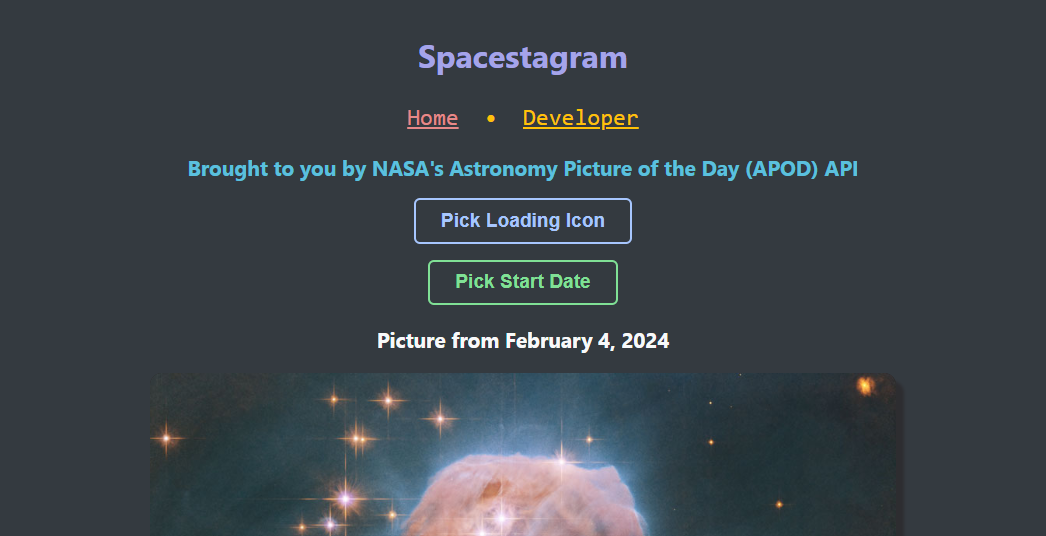 Spacestagram
Home • Developer
Brought to you by NASA's Astronomy Picture of the Day (APOD) API
Pick Loading Icon
Pick Start Date
Picture from February 4, 2024